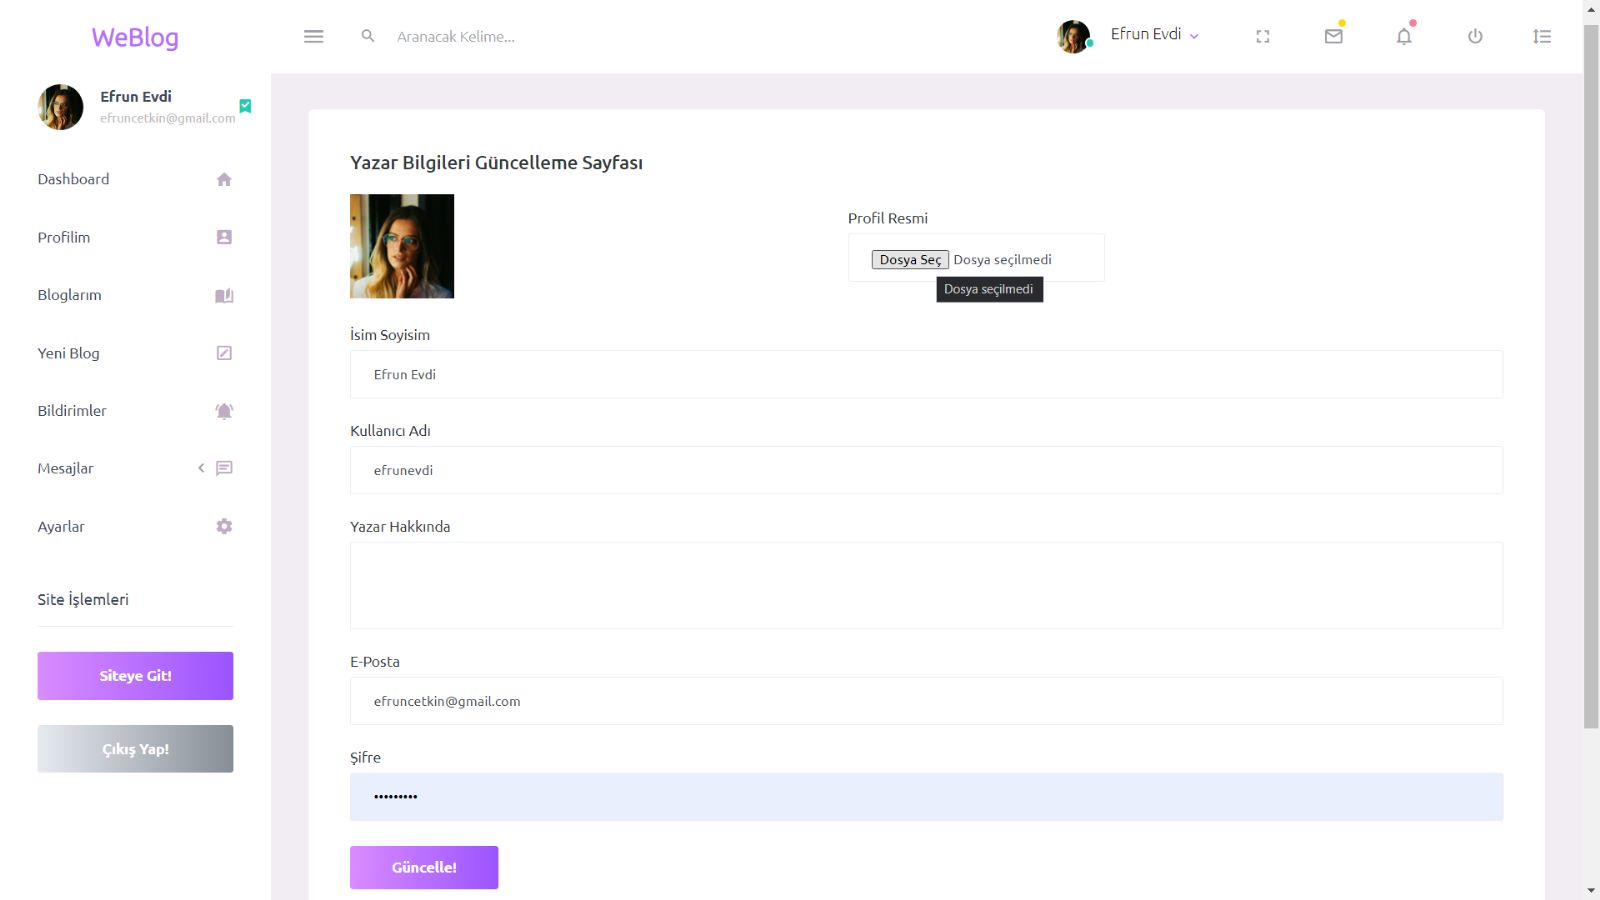 WeBlog
Aranacak Kelime...
Efrun Evdi
Efrun Evdi
efruncetkin@gmail.com
Dashboard
Profilim
Bloglarım
Yeni Blog
Bildirimler
Mesajlar
Ayarlar
Site İşlemleri
Siteye Git!
Çıkış Yap!
Yazar Bilgileri Güncelleme Sayfası
Profil Resmi
Dosya Seç Dosya seçilmedi
Dosya seçilmedi
İsim Soyisim
Efrun Evdi
Kullanıcı Adı
efrunevdi
Yazar Hakkında
E-Posta
efruncetkin@gmail.com
Şifre
•••••••••
Güncelle!